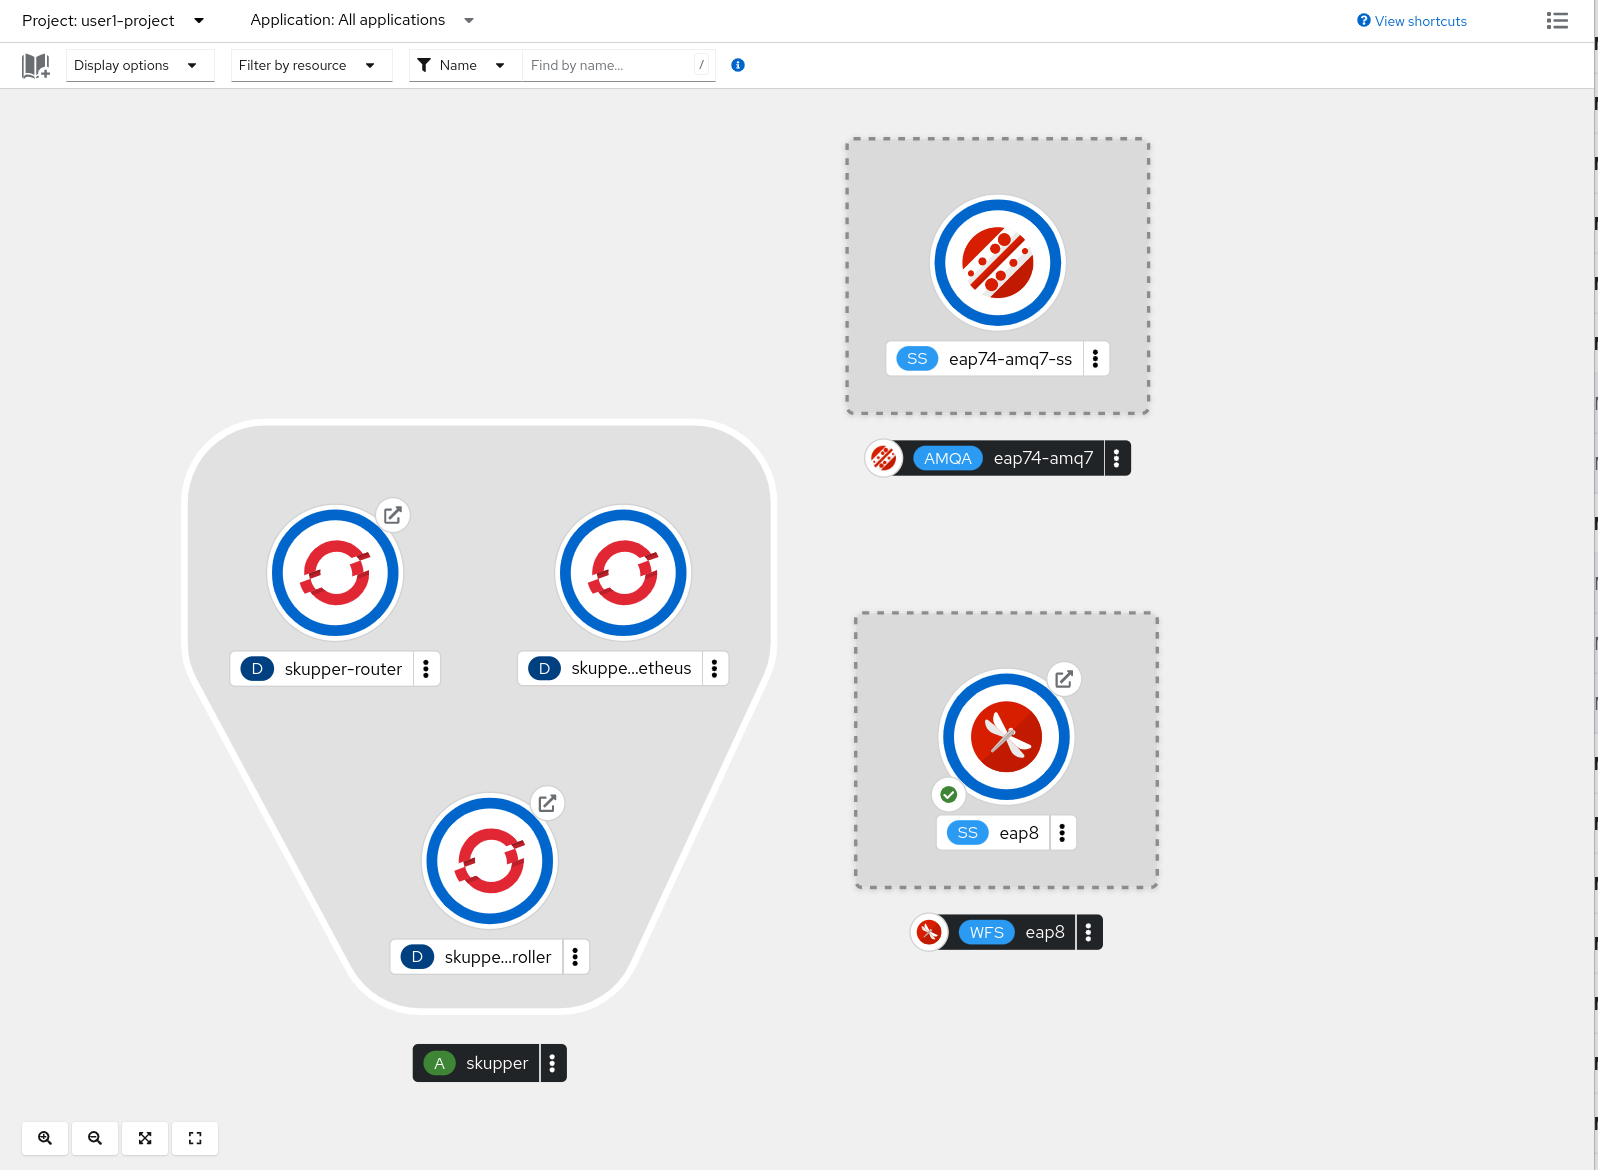 Project: user1-project
Application: All applications
View shortcuts
Display options
Filter by resource
Name
Find by name...
/
SS eap74-amq7-ss
AMQA eap74-amq7
D skupper-router
D skuppe...etheus
SS eap8
WFS eap8
D skuppe...roller
A skupper